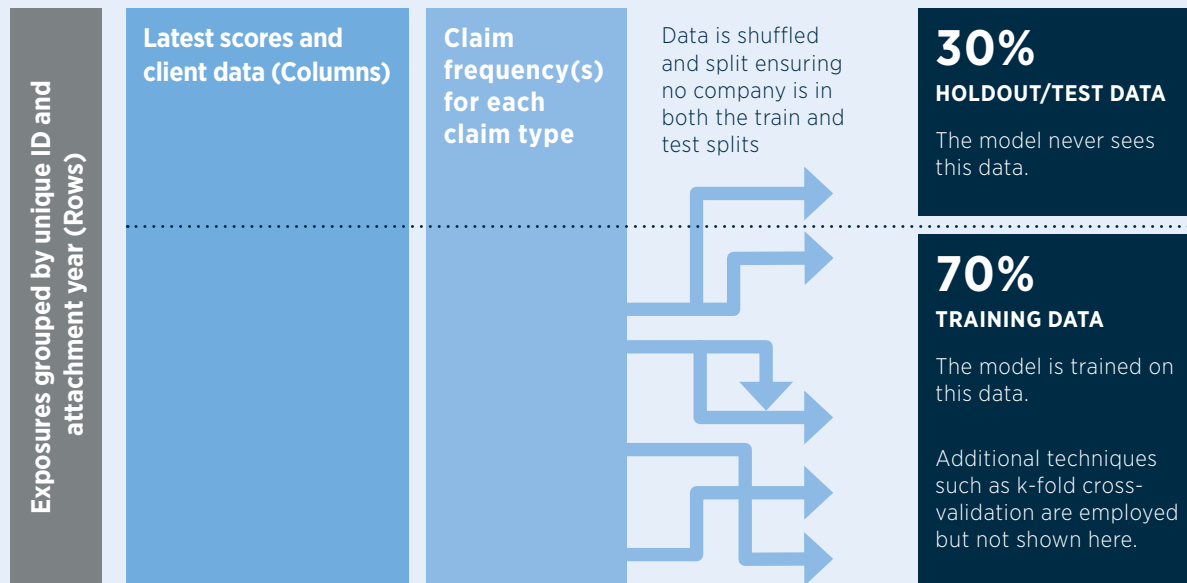 Exposures grouped by unique ID and
attachment year (Rows)
Latest scores and
client data (Columns)
Claim
frequency(s)
for each
claim type
Data is shuffled
and split ensuring
no company is in
both the train and
test splits
30%
HOLDOUT/TEST DATA
The model never sees
this data.
70%
TRAINING DATA
The model is trained on
this data.
Additional techniques
such as k-fold cross-
validation are employed
but not shown here.